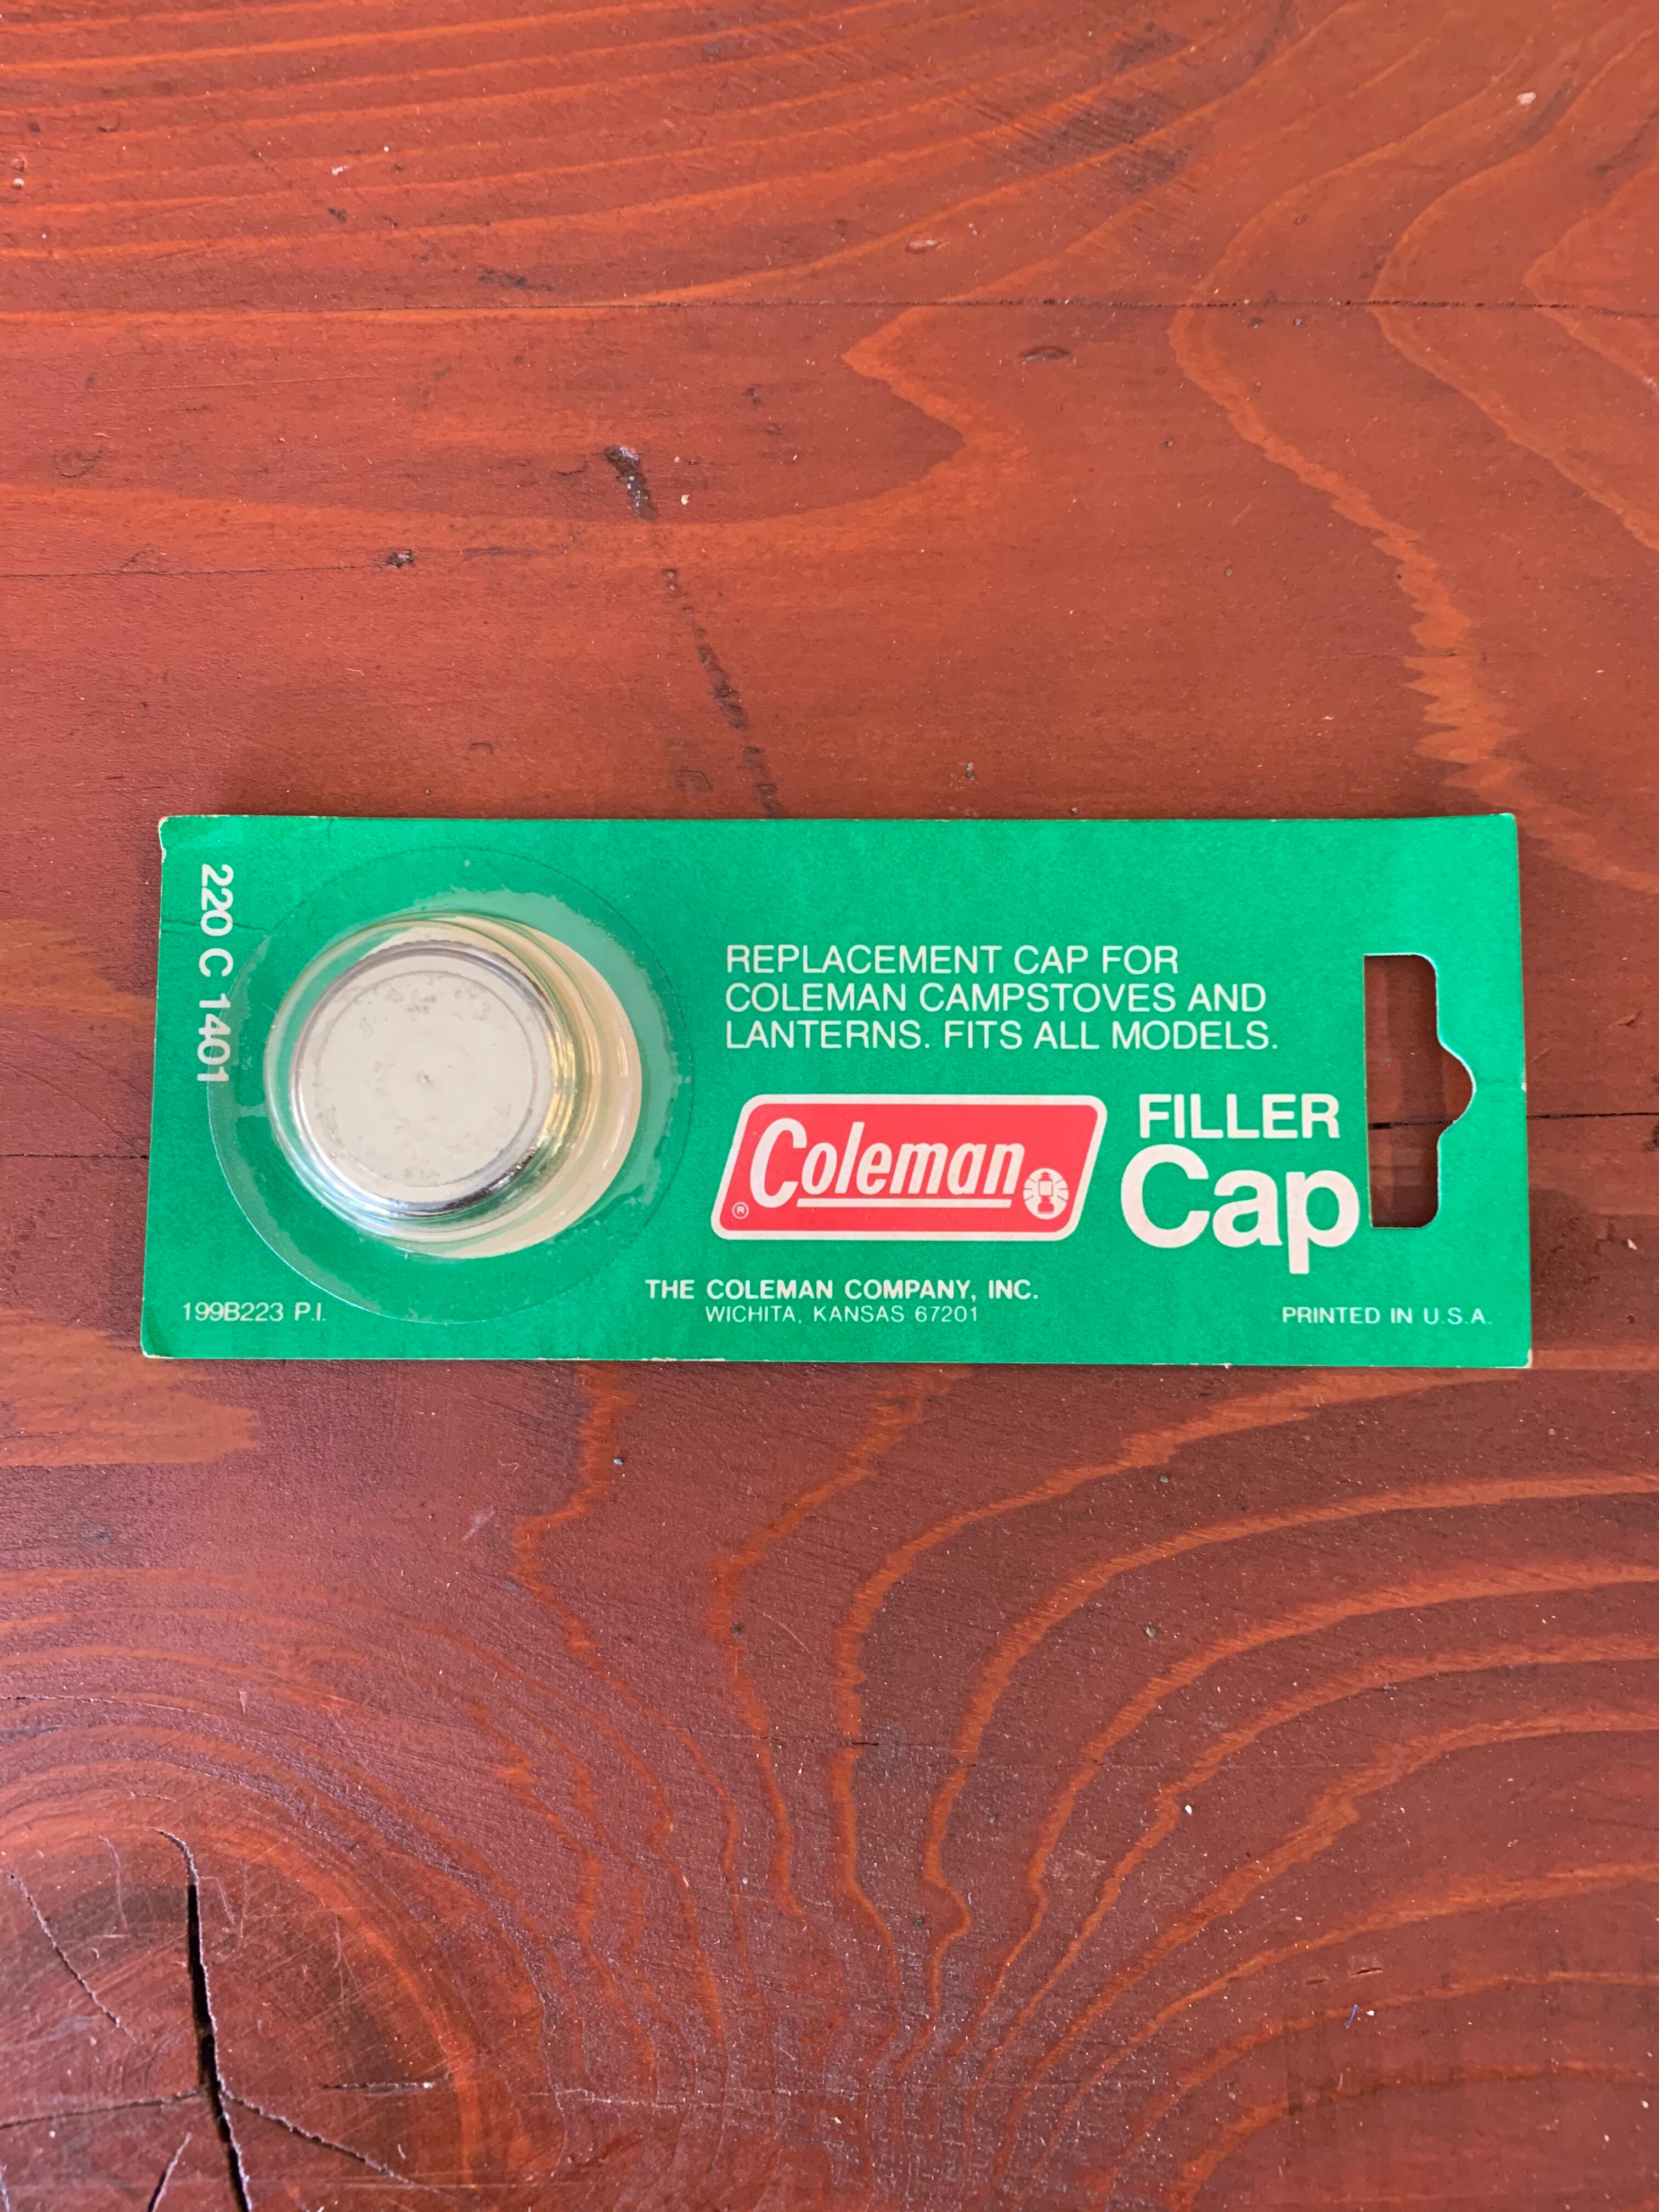 220 C 1401
REPLACEMENT CAP FOR
COLEMAN CAMPSTOVES AND
LANTERNS. FITS ALL MODELS.
Coleman
®
FILLER
Cap
THE COLEMAN COMPANY, INC.
WICHITA, KANSAS 67201
199B223 P.I.
PRINTED IN U.S.A.